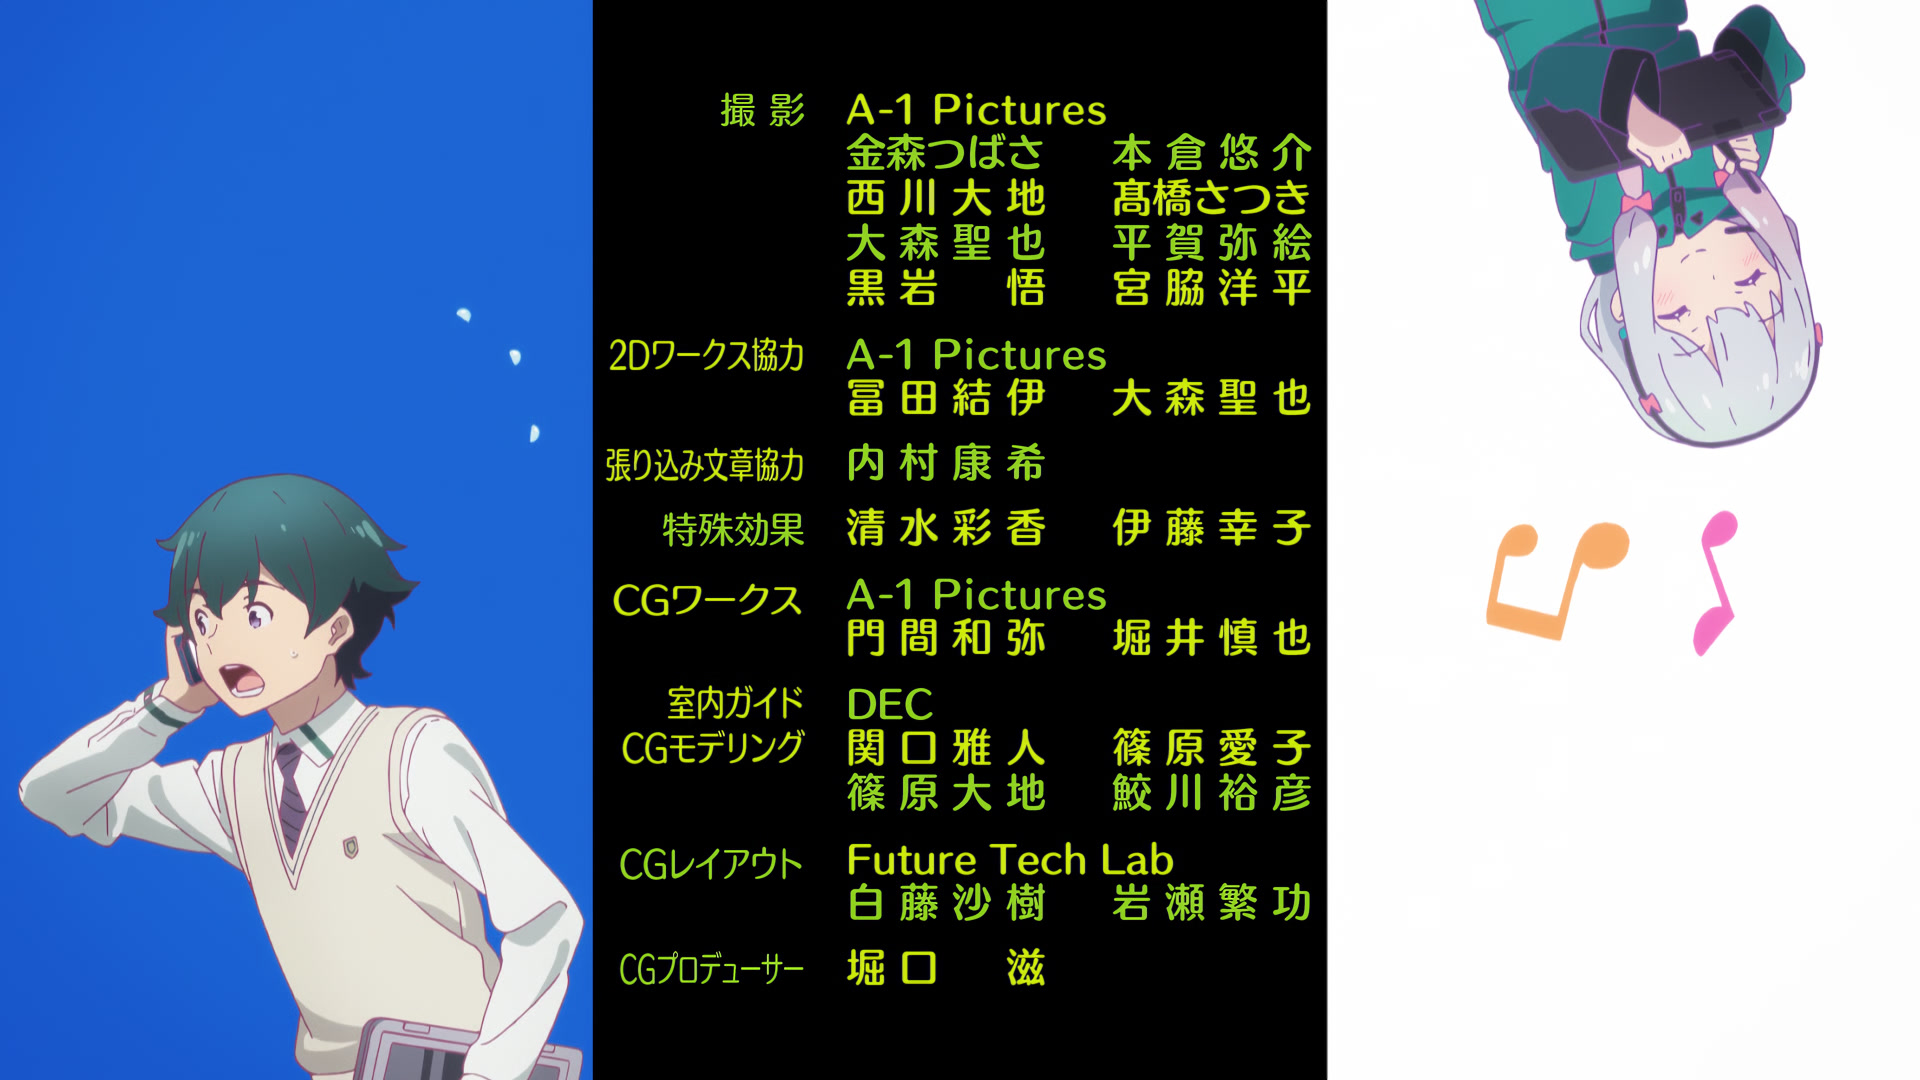 撮影 A-1 Pictures
金森つばさ 本倉悠介
西川大地 髙橋さつき
大森聖也 平賀弥絵
黒岩 悟 宮脇洋平
2Dワークス協力 A-1 Pictures
冨田結伊 大森聖也
張り込み文章協力 内村康希
特殊効果 清水彩香 伊藤幸子
CGワークス A-1 Pictures
門間和弥 堀井慎也
室内ガイド DEC
CGモデリング 関口雅人 篠原愛子
篠原大地 鮫川裕彦
CGレイアウト Future Tech Lab
白藤沙樹 岩瀬繁功
CGプロデューサー 堀口 滋